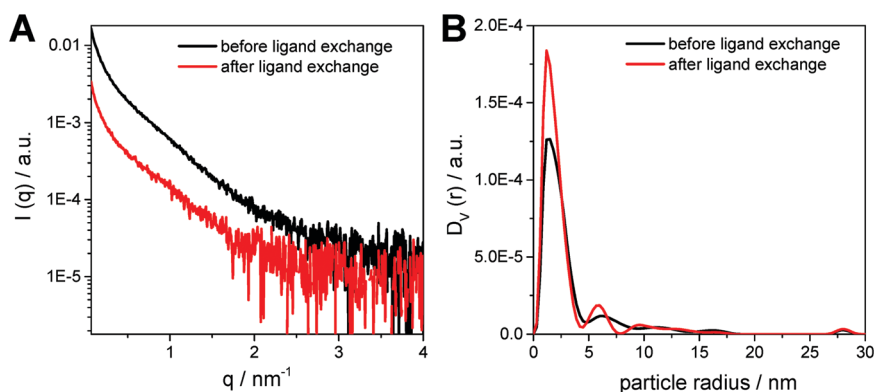 A
before ligand exchange
after ligand exchange
0.01
1E-3
1E-4
1E-5
I (q) / a.u.
1 2 3 4
q / nm⁻¹
B
before ligand exchange
after ligand exchange
2.0E-4
1.5E-4
1.0E-4
5.0E-5
0.0
Dᵥ (r) / a.u.
0 5 10 15 20 25 30
particle radius / nm